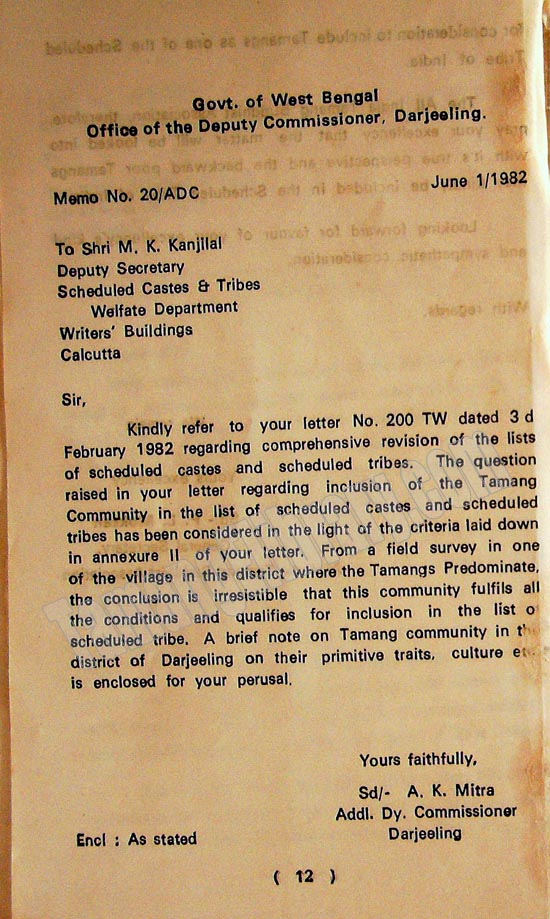 Govt. of West Bengal
Office of the Deputy Commissioner, Darjeeling.
Memo No. 20/ADC June 1/1982
To Shri M. K. Kanjilal
Deputy Secretary
Scheduled Castes & Tribes
Welfate Department
Writers' Buildings
Calcutta
Sir,
Kindly refer to your letter No. 200 TW dated 3 d
February 1982 regarding comprehensive revision of the lists
of scheduled castes and scheduled tribes. The question
raised in your letter regarding inclusion of the Tamang
Community in the list of scheduled castes and scheduled
tribes has been considered in the light of the criteria laid down
in annexure II of your letter. From a field survey in one
of the village in this district where the Tamangs Predominate,
the conclusion is irresistible that this community fulfils all
the conditions and qualifies for inclusion in the list o
scheduled tribe. A brief note on Tamang community in th
district of Darjeeling on their primitive traits, culture et..
is enclosed for your perusal.
Yours faithfully,
Sd/- A. K. Mitra
Addl. Dy. Commissioner
Darjeeling
Encl : As stated
( 12 )